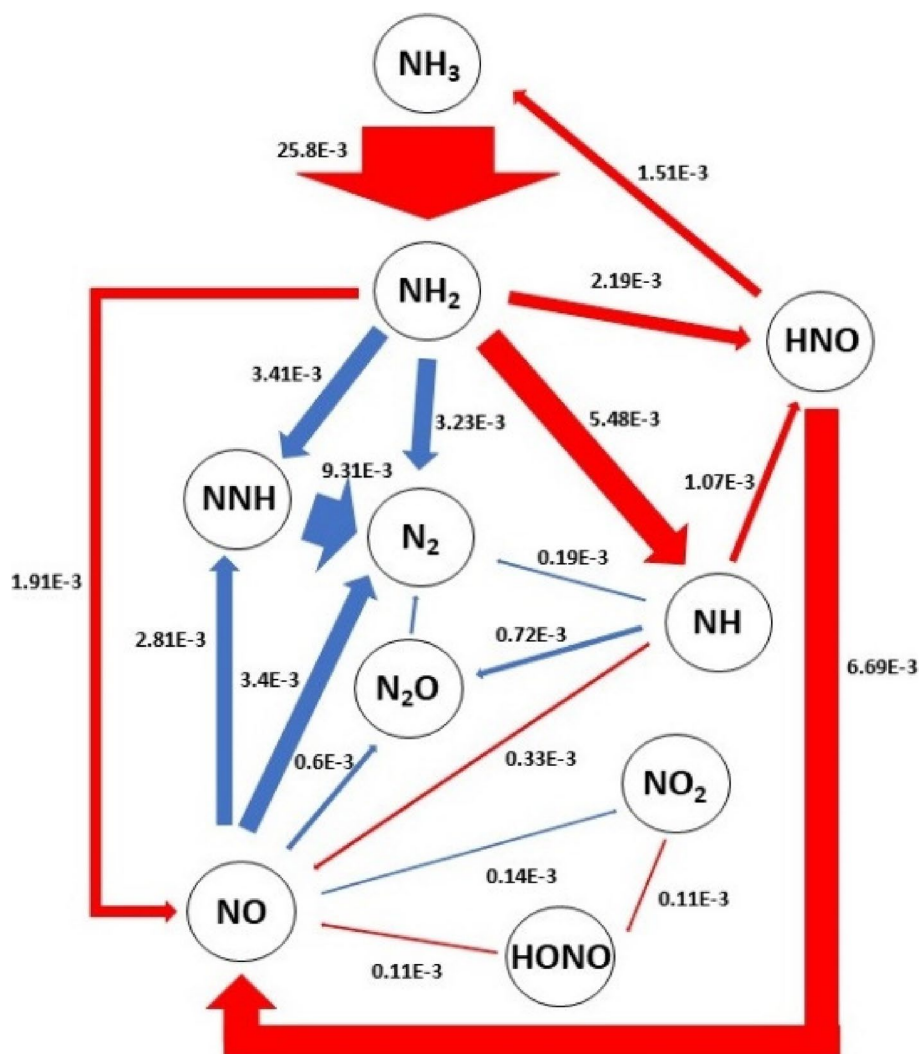 NH₃
25.8E-3
1.51E-3
NH₂
2.19E-3
HNO
3.41E-3
3.23E-3
5.48E-3
9.31E-3
NNH
1.07E-3
N₂
0.19E-3
1.91E-3
NH
2.81E-3
0.72E-3
3.4E-3
N₂O
6.69E-3
0.6E-3
0.33E-3
NO₂
0.14E-3
0.11E-3
NO
HONO
0.11E-3